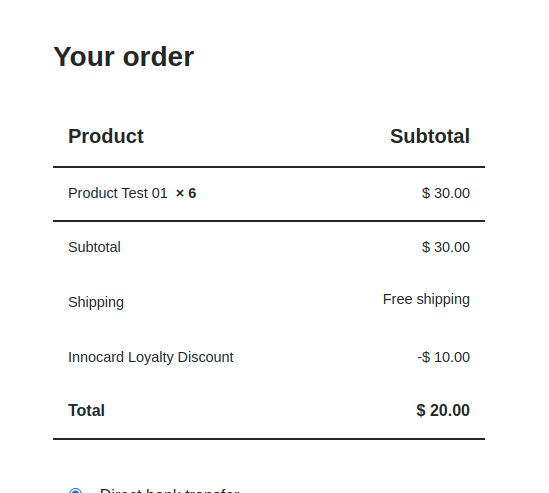 Your order
Product Subtotal
Product Test 01 × 6 $ 30.00
Subtotal $ 30.00
Shipping Free shipping
Innocard Loyalty Discount -$ 10.00
Total $ 20.00
Direct bank transfer